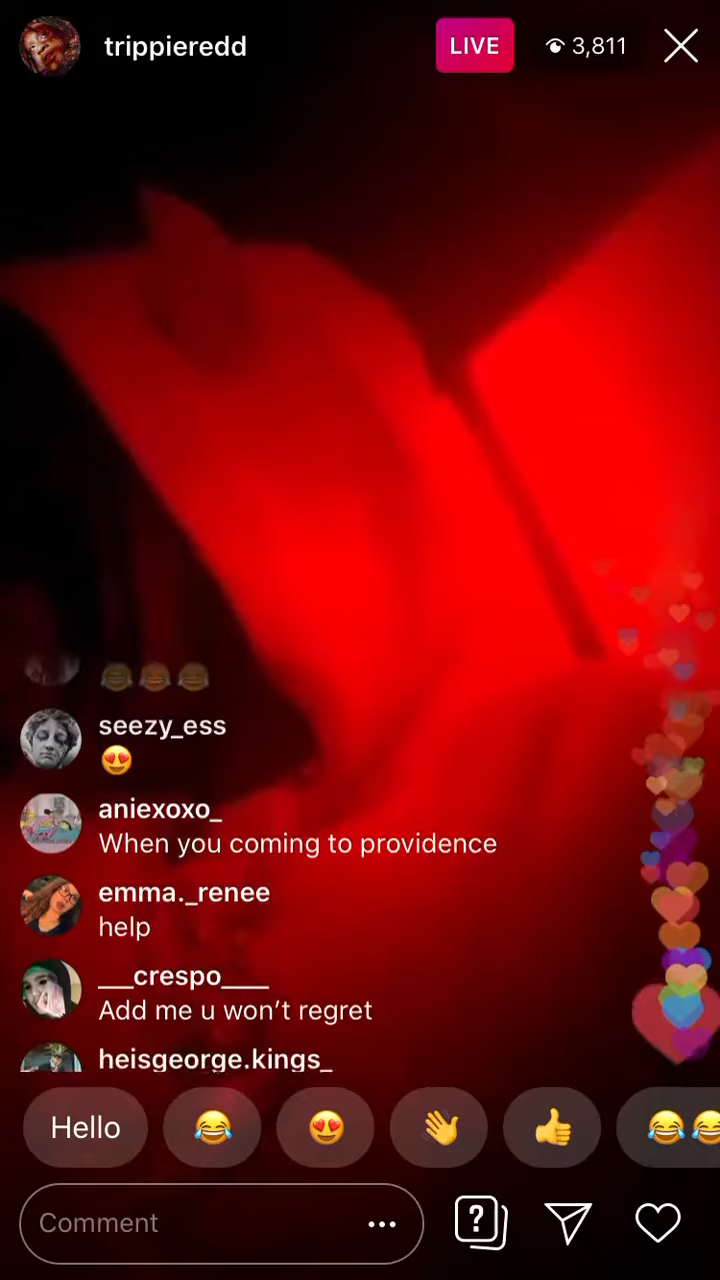 trippieredd
LIVE
3,811
😂😂😂
seezy_ess
😍
aniexoxo_
When you coming to providence
emma._renee
help
___crespo____
Add me u won’t regret
heisgeorge.kings_
Hello 😂 😍 👋 👍 😂😂
Comment